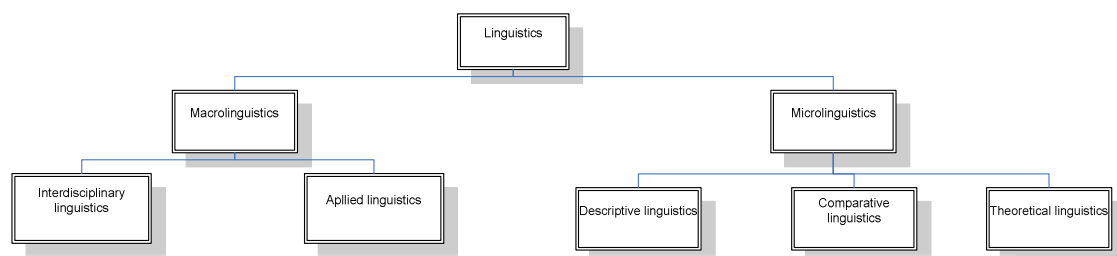 Linguistics
Macrolinguistics
Microlinguistics
Interdisciplinary
linguistics
Apllied linguistics
Descriptive linguistics
Comparative
linguistics
Theoretical linguistics